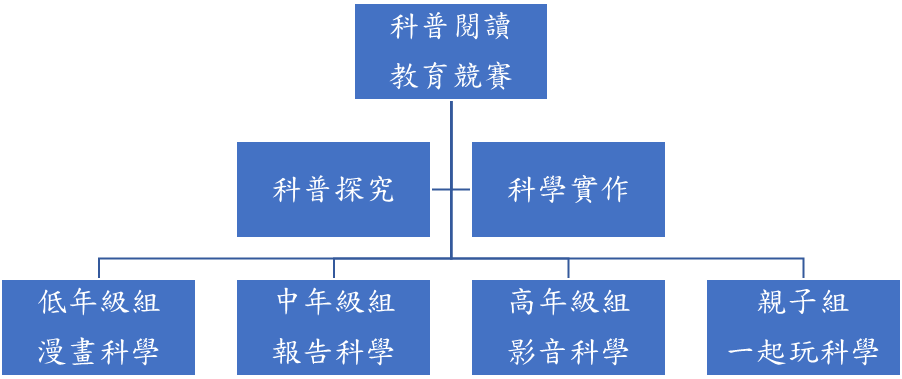 科普閱讀
教育競賽
科普探究
科學實作
低年級組
漫畫科學
中年級組
報告科學
高年級組
影音科學
親子組
一起玩科學